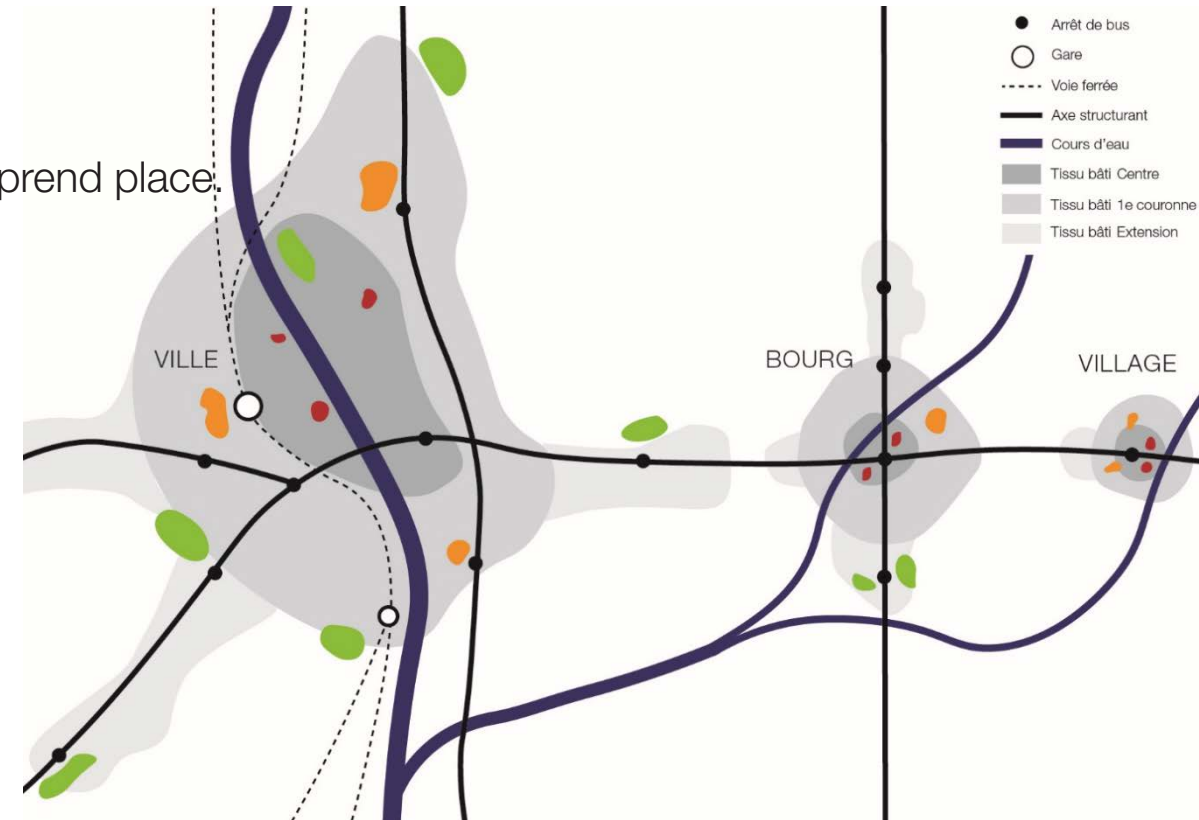 prend place.
Arrêt de bus
Gare
Voie ferrée
Axe structurant
Cours d'eau
Tissu bâti Centre
Tissu bâti 1e couronne
Tissu bâti Extension
VILLE
BOURG
VILLAGE